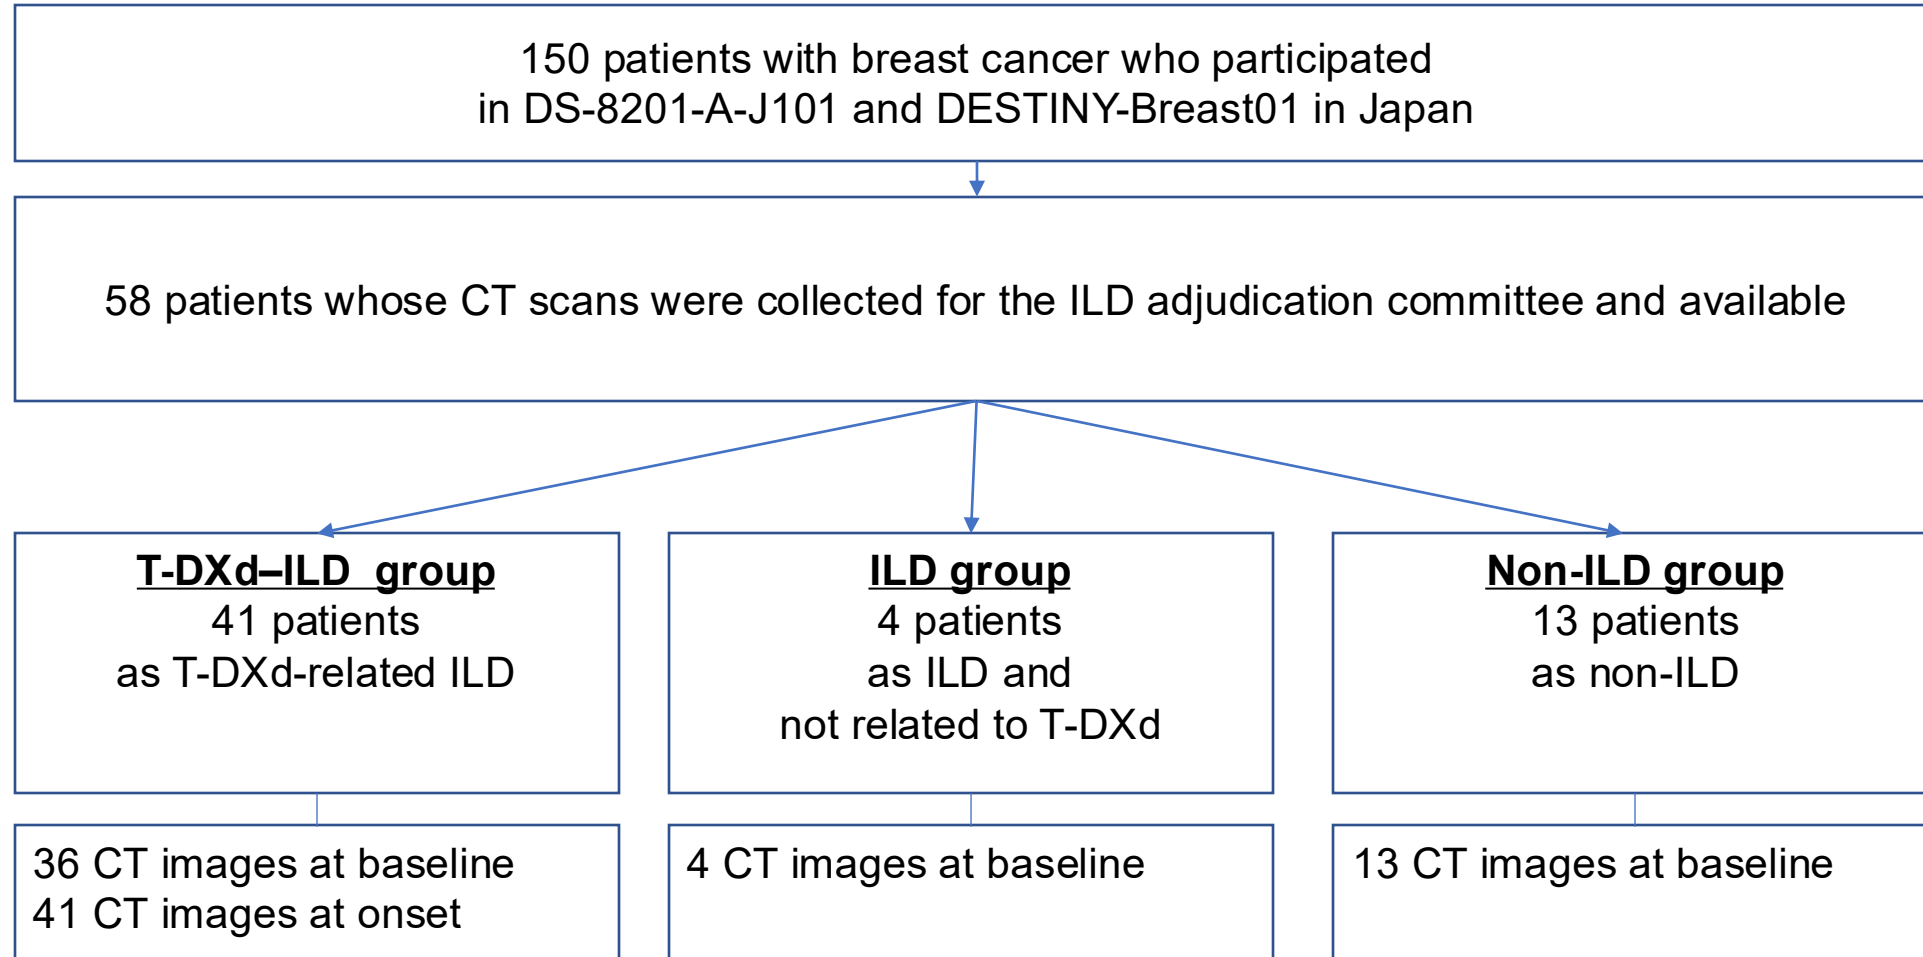 150 patients with breast cancer who participated
in DS-8201-A-J101 and DESTINY-Breast01 in Japan
58 patients whose CT scans were collected for the ILD adjudication committee and available
T-DXd–ILD group
41 patients
as T-DXd-related ILD
ILD group
4 patients
as ILD and
not related to T-DXd
Non-ILD group
13 patients
as non-ILD
36 CT images at baseline
41 CT images at onset
4 CT images at baseline
13 CT images at baseline